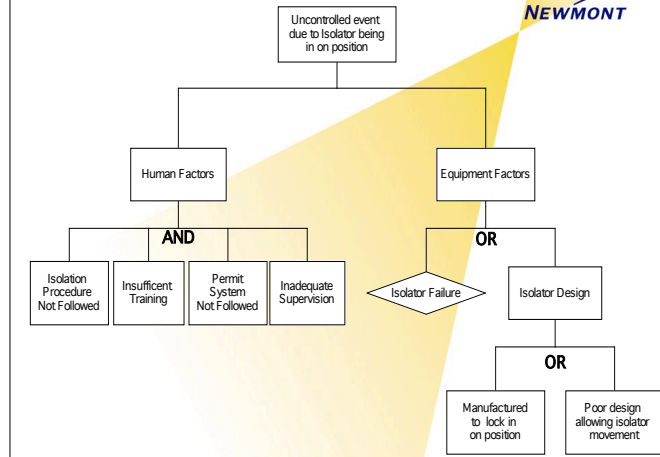 Uncontrolled event
due to Isolator being
in on position
NEWMONT
Human Factors
Equipment Factors
AND
OR
Isolation
Procedure
Not Followed
Insufficent
Training
Permit
System
Not Followed
Inadequate
Supervision
Isolator Failure
Isolator Design
OR
Manufactured
to lock in
on position
Poor design
allowing isolator
movement